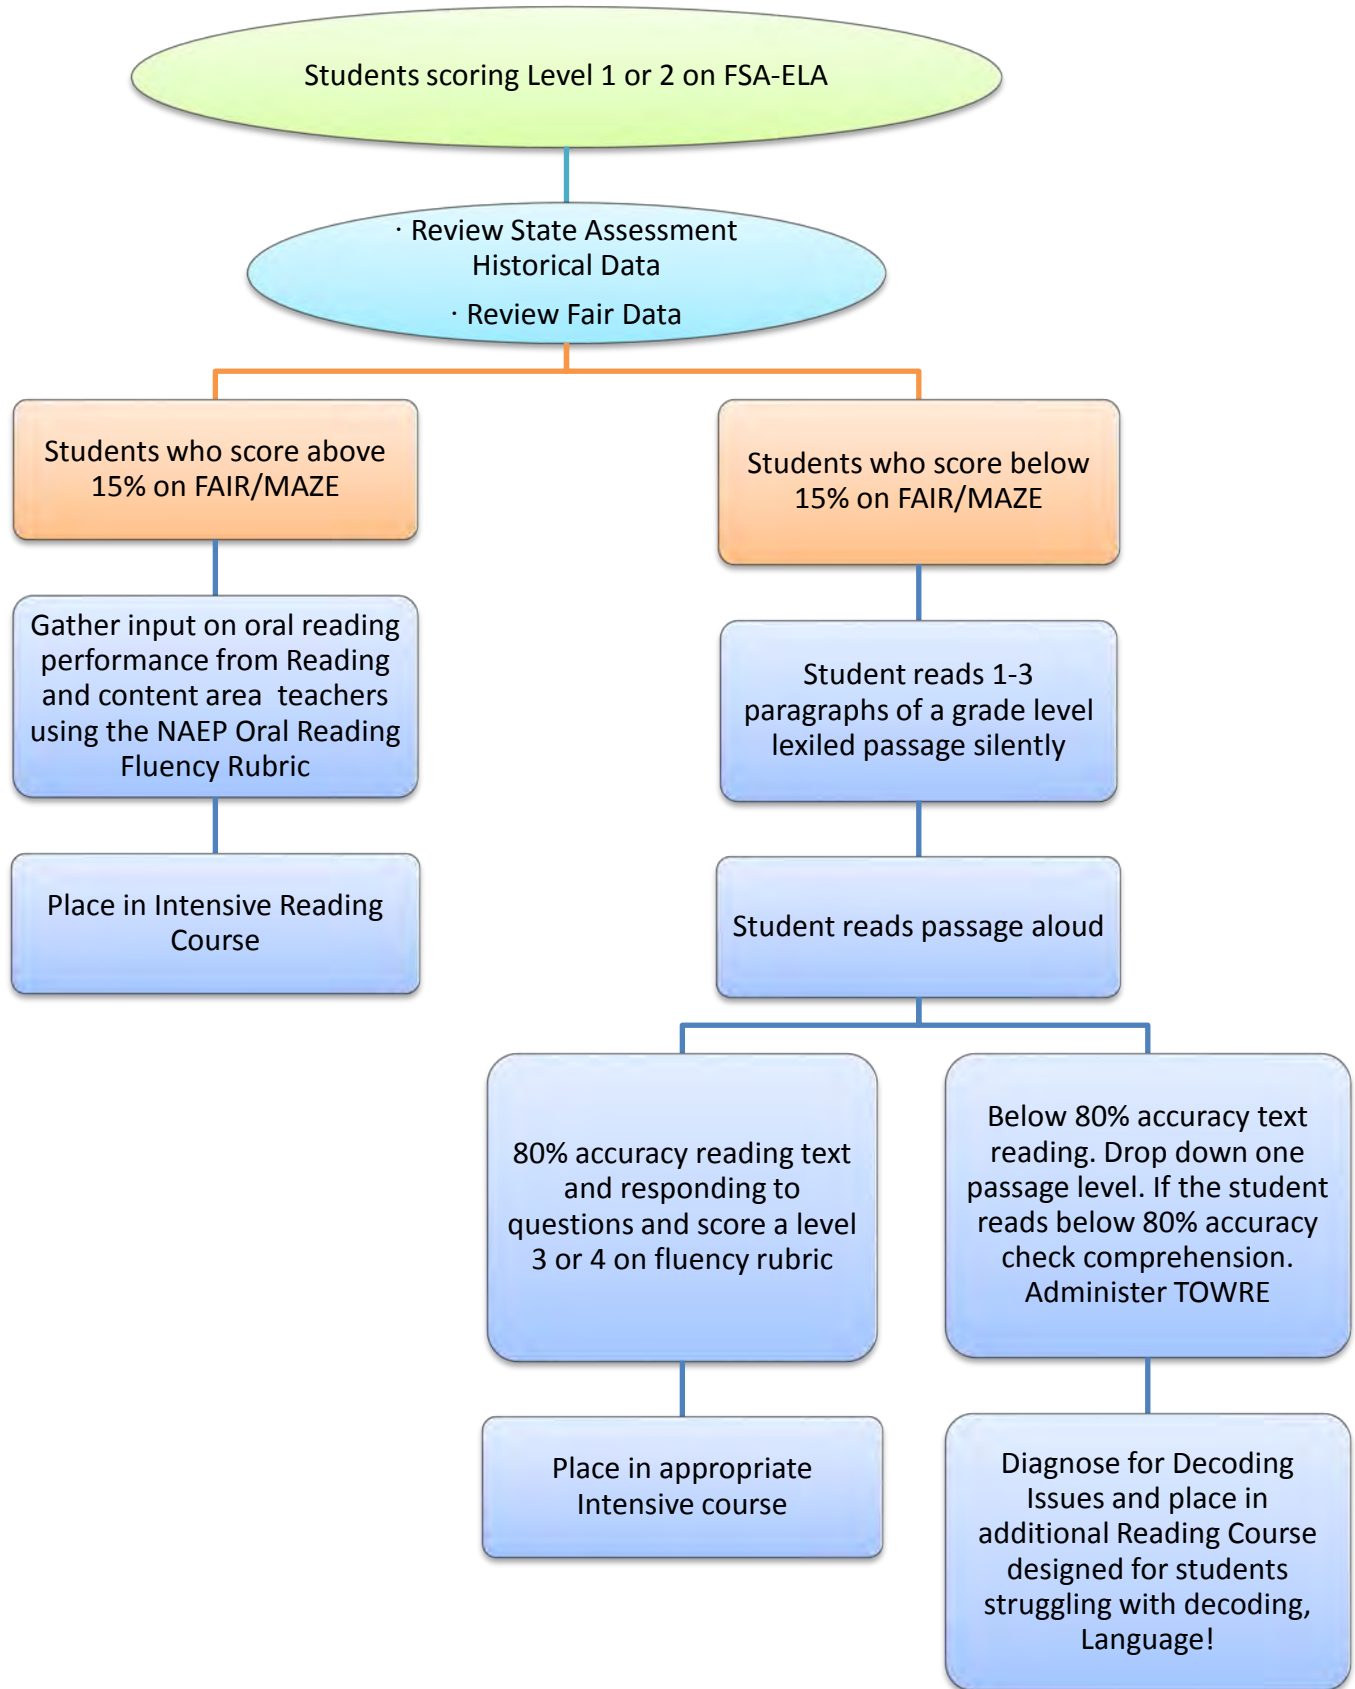 Students scoring Level 1 or 2 on FSA-ELA
· Review State Assessment
Historical Data
· Review Fair Data
Students who score above
15% on FAIR/MAZE
Students who score below
15% on FAIR/MAZE
Gather input on oral reading
performance from Reading
and content area teachers
using the NAEP Oral Reading
Fluency Rubric
Student reads 1-3
paragraphs of a grade level
lexiled passage silently
Place in Intensive Reading
Course
Student reads passage aloud
80% accuracy reading text
and responding to
questions and score a level
3 or 4 on fluency rubric
Below 80% accuracy text
reading. Drop down one
passage level. If the student
reads below 80% accuracy
check comprehension.
Administer TOWRE
Place in appropriate
Intensive course
Diagnose for Decoding
Issues and place in
additional Reading Course
designed for students
struggling with decoding,
Language!